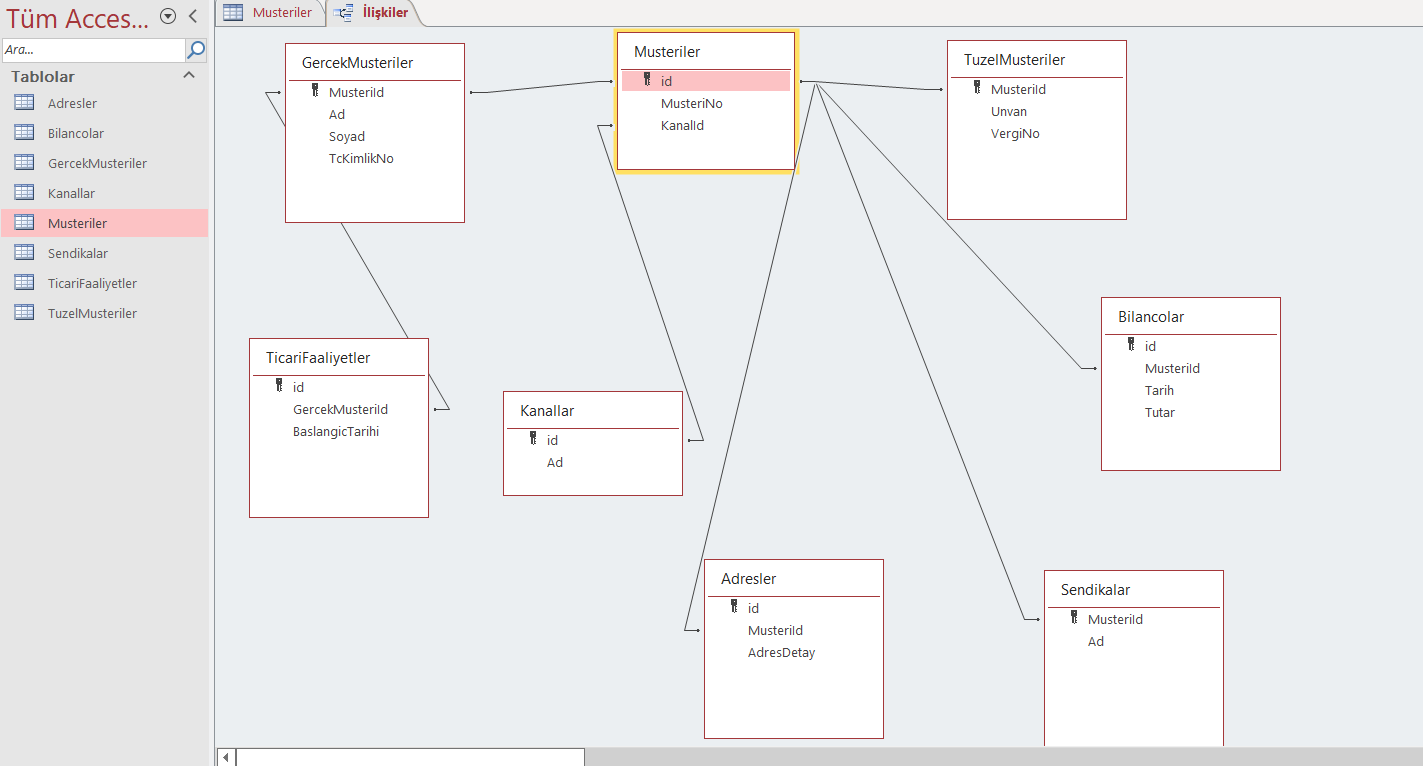 Tüm Acces...
Ara...
Tablolar
Adresler
Bilancolar
GercekMusteriler
Kanallar
Musteriler
Sendikalar
TicariFaaliyetler
TuzelMusteriler
Musteriler
İlişkiler
GercekMusteriler
MusteriId
Ad
Soyad
TcKimlikNo
Musteriler
id
MusteriNo
KanalId
TuzelMusteriler
MusteriId
Unvan
VergiNo
TicariFaaliyetler
id
GercekMusteriId
BaslangicTarihi
Kanallar
id
Ad
Bilancolar
id
MusteriId
Tarih
Tutar
Adresler
id
MusteriId
AdresDetay
Sendikalar
MusteriId
Ad